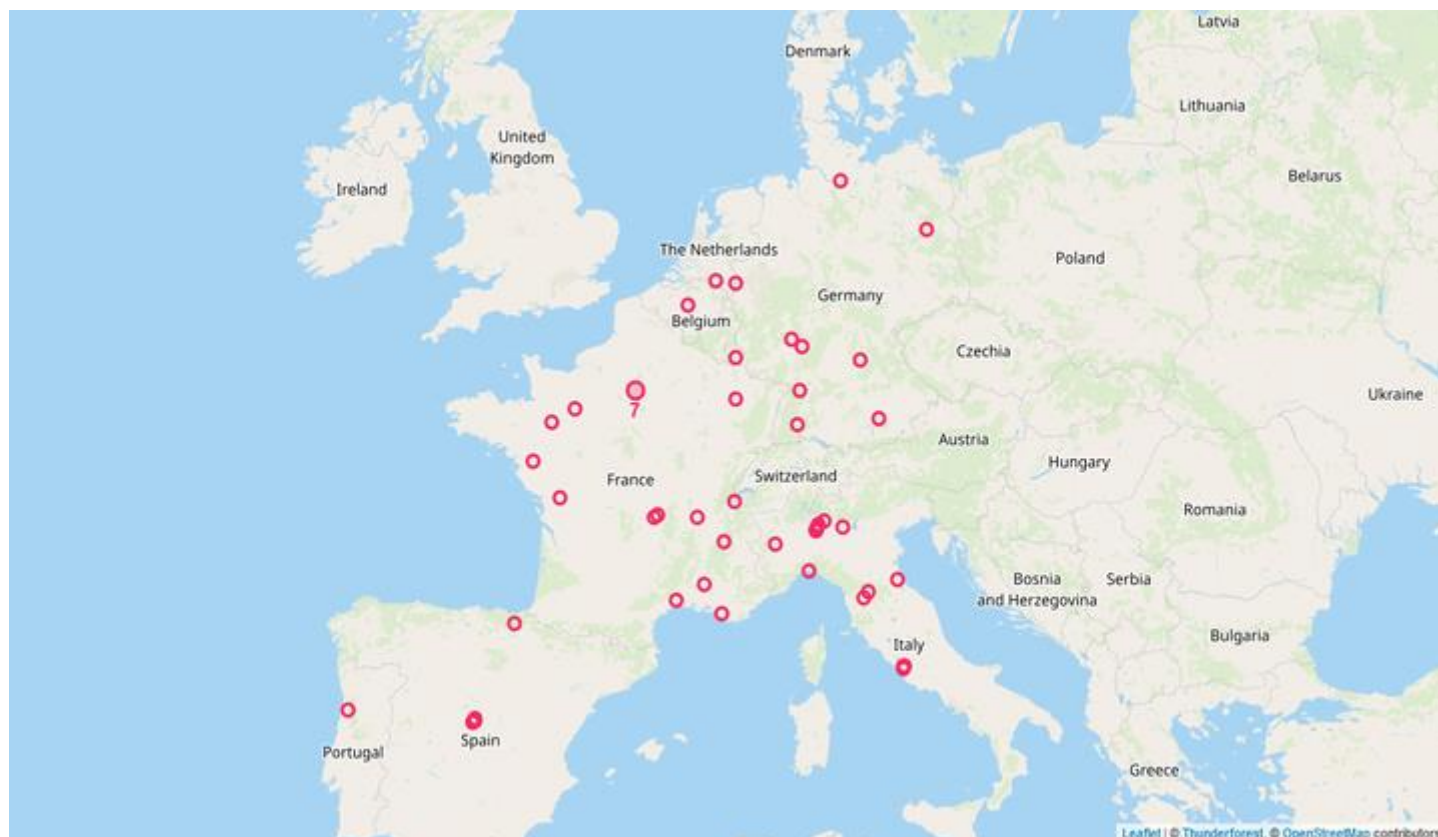 Latvia
Denmark
Lithuania
United
Kingdom
Belarus
Ireland
The Netherlands
Poland
Germany
Belgium
Czechia
Ukraine
7
Austria
Hungary
Switzerland
France
Romania
Bosnia
and Herzegovina
Serbia
Bulgaria
Italy
Spain
Portugal
Greece
Leaflet | © Thunderforest, © OpenStreetMap contributors